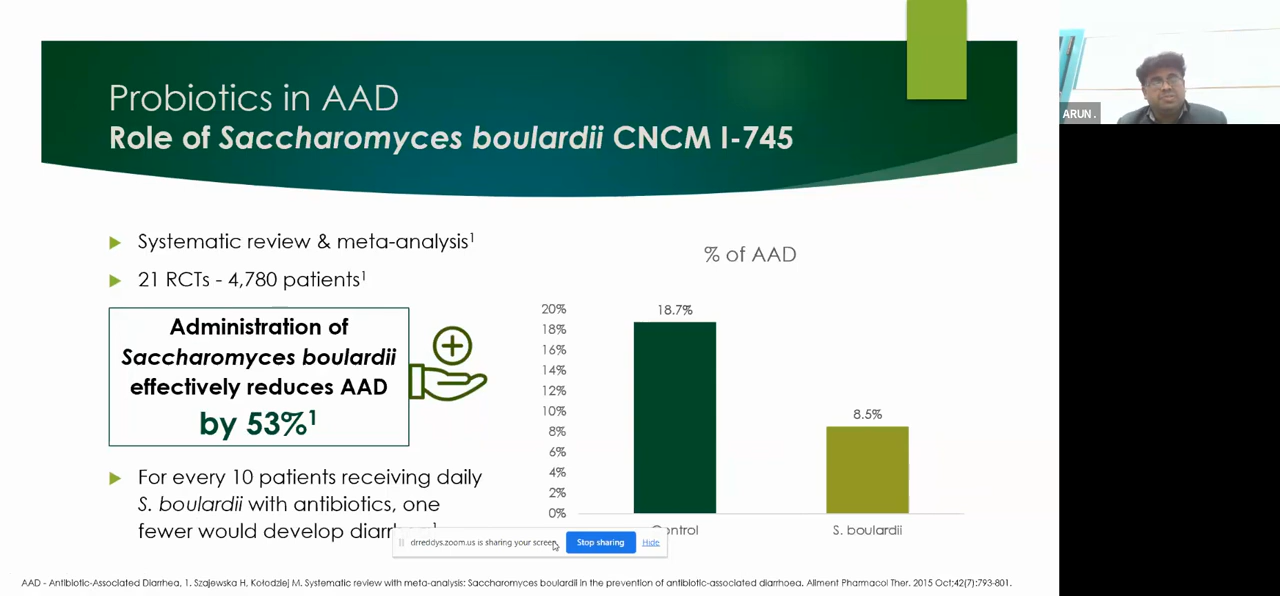 Probiotics in AAD
Role of Saccharomyces boulardii CNCM I-745
ARUN .
Systematic review & meta-analysis1
21 RCTs - 4,780 patients1
Administration of
Saccharomyces boulardii
effectively reduces AAD
by 53%1
For every 10 patients receiving daily
S. boulardii with antibiotics, one
fewer would develop
% of AAD
20%
18%
16%
14%
12%
10%
8%
6%
4%
2%
0%
18.7%
8.5%
S. boulardii
drreddys.zoom.us is sharing your screen.
Stop sharing
Hide
AAD - Antibiotic-Associated Diarrhea, 1. Szajewska H, Kołodziej M. Systematic review with meta-analysis: Saccharomyces boulardii in the prevention of antibiotic-associated diarrhoea. Aliment Pharmacol Ther. 2015 Oct;42(7):793-801.